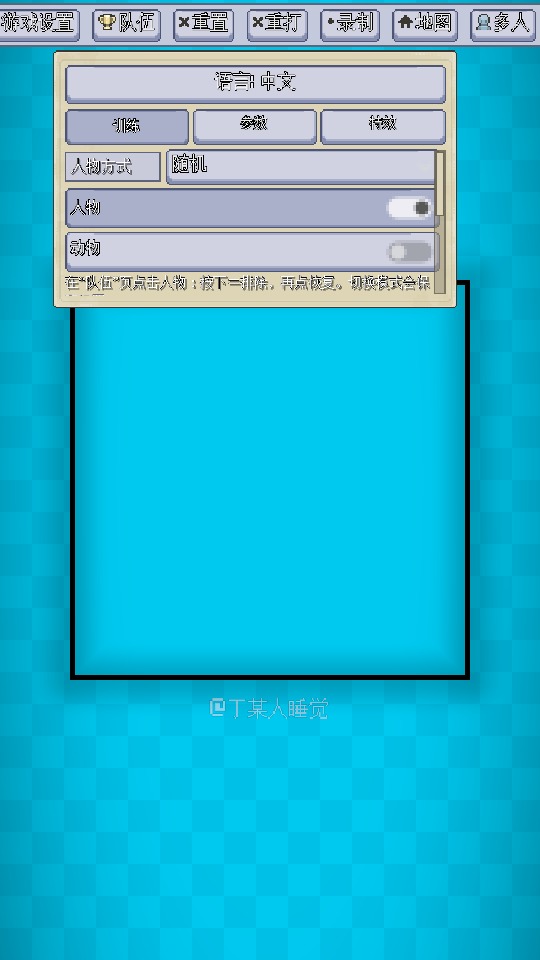 游戏设置 队伍 ×重置 ×重打 •录制 地图 多人
语言: 中文
训练 参数 特效
人物方式 随机
人物
动物
在"队伍"页点击人物：按下=排除，再点恢复。切换模式会保
@丁某人睡觉